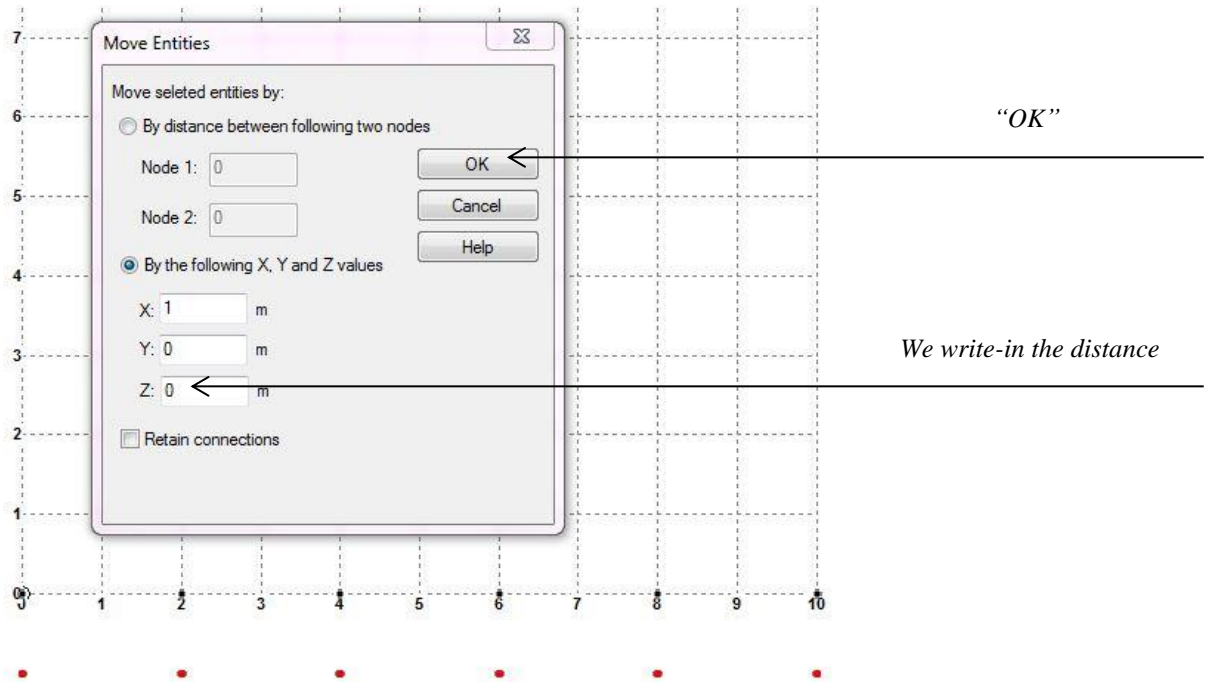 7
Move Entities
Move seleted entities by:
6
By distance between following two nodes
"OK"
Node 1: 0
OK
5
Node 2: 0
Cancel
Help
4
By the following X, Y and Z values
X: 1 m
3
Y: 0 m
We write-in the distance
Z: 0 m
2
Retain connections
1
0
1 2 3 4 5 6 7 8 9 10